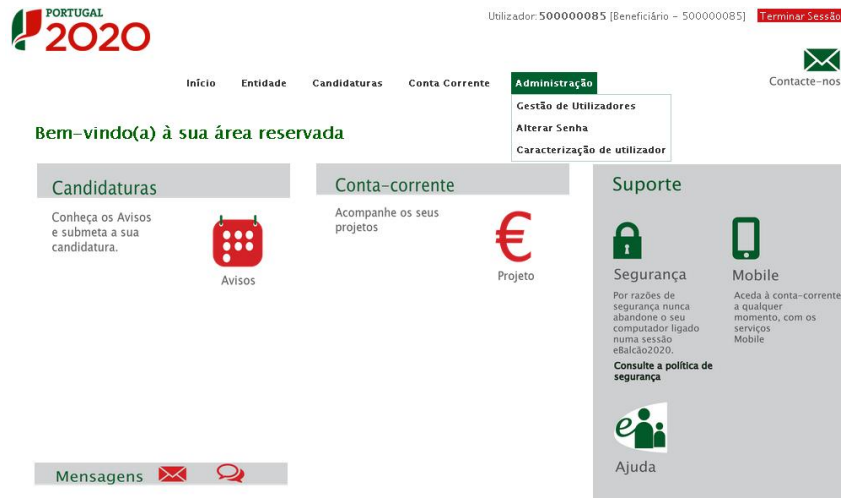 PORTUGAL
2020
Utilizador: 500000085 [Beneficiário - 500000085]
Terminar Sessão
Contacte-nos
Início Entidade Candidaturas Conta Corrente Administração
Gestão de Utilizadores
Alterar Senha
Caracterização de utilizador
Bem-vindo(a) à sua área reservada
Candidaturas
Conheça os Avisos
e submeta a sua
candidatura.
Avisos
Conta-corrente
Acompanhe os seus
projetos
€
Projeto
Suporte
Segurança
Por razões de
segurança nunca
abandone o seu
computador ligado
numa sessão
eBalcão2020.
Consulte a política de
segurança
Mobile
Aceda à conta-corrente
a qualquer
momento, com os
serviços
Mobile
e
Ajuda
Mensagens